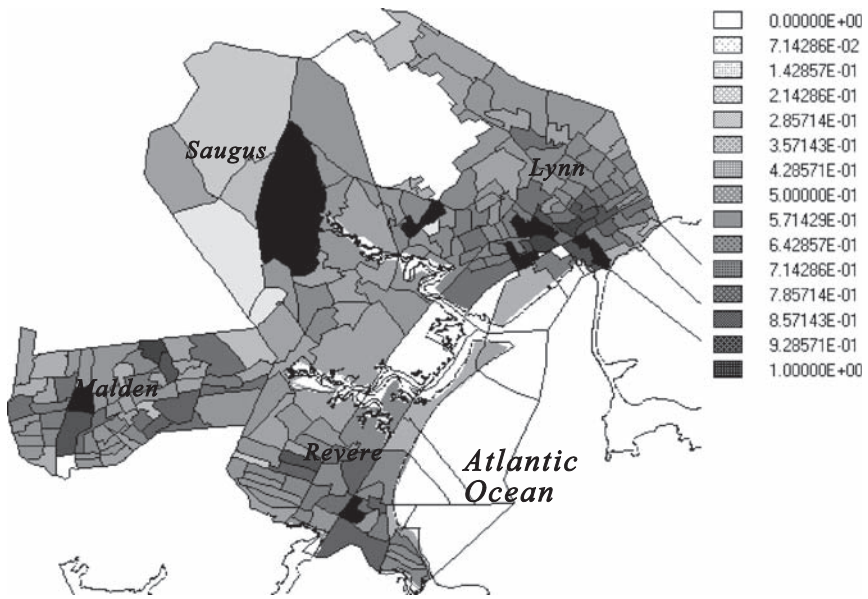 0.00000E+00
7.14286E-02
1.42857E-01
2.14286E-01
2.85714E-01
3.57143E-01
4.28571E-01
5.00000E-01
5.71429E-01
6.42857E-01
7.14286E-01
7.85714E-01
8.57143E-01
9.28571E-01
1.00000E+00
Saugus
Lynn
Malden
Revere
Atlantic
Ocean